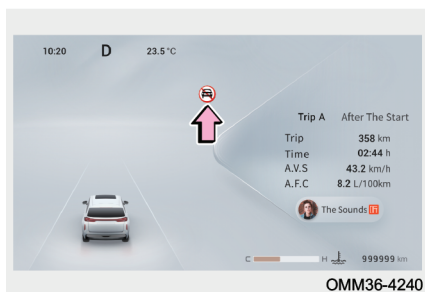 10:20 D 23.5 °C
Trip A After The Start
Trip 358 km
Time 02:44 h
A.V.S 43.2 km/h
A.F.C 8.2 L/100km
The Sounds
C H 999999 km
OMM36-4240